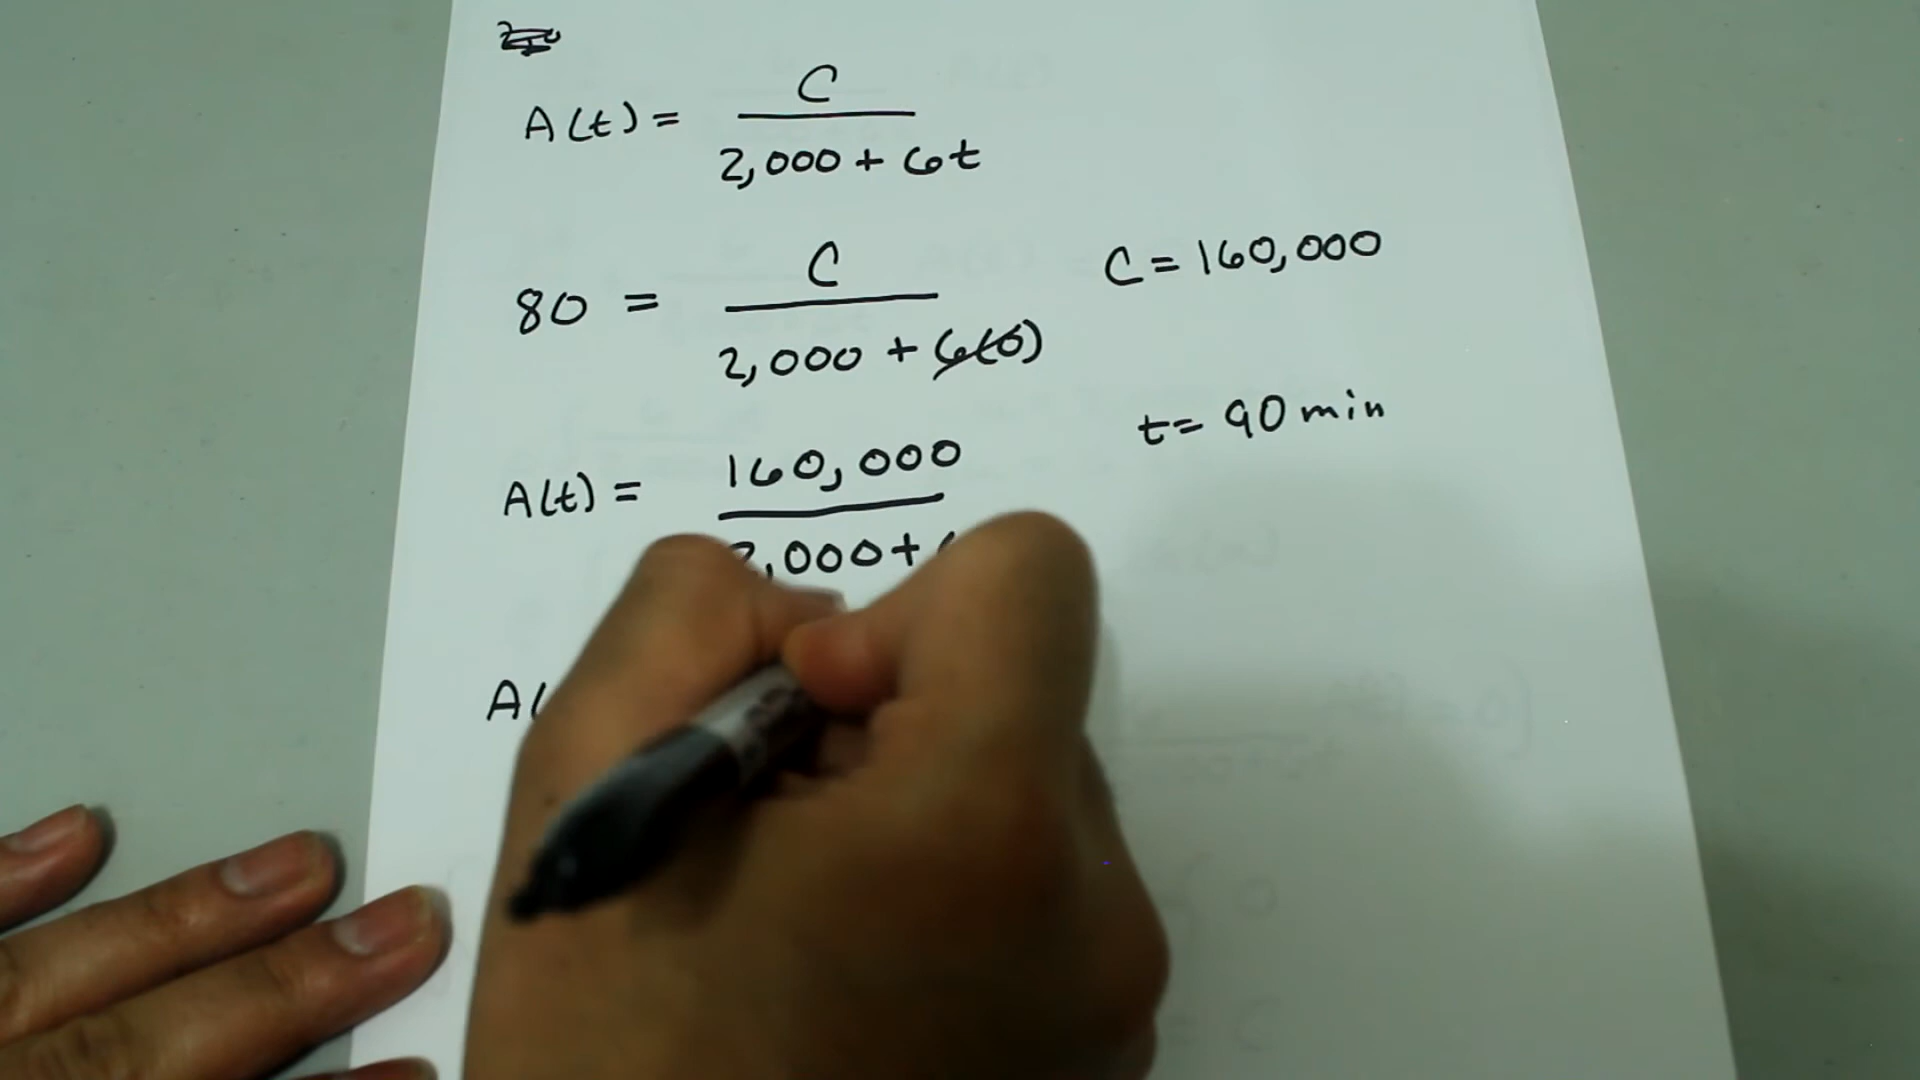 A(t) = C / 2,000 + 6t
80 = C / 2,000 + 6(0)
C = 160,000
t = 90 min
A(t) = 160,000 / 2,000 +
A(